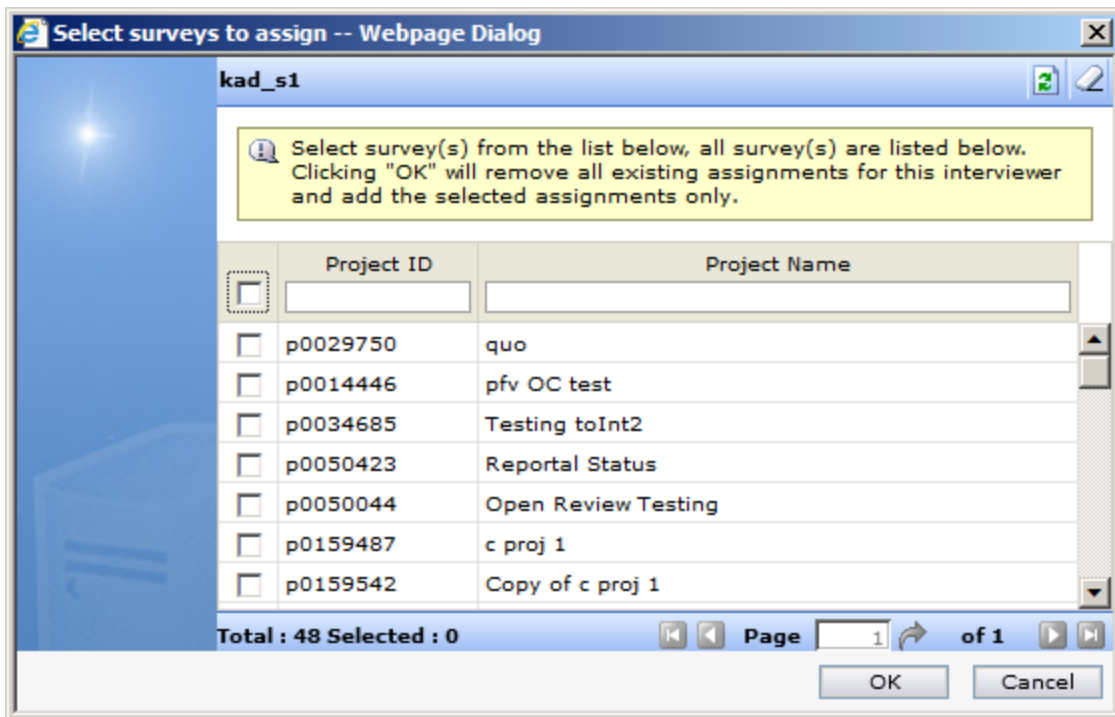 Select surveys to assign -- Webpage Dialog
kad_s1
Select survey(s) from the list below, all survey(s) are listed below.
Clicking "OK" will remove all existing assignments for this interviewer
and add the selected assignments only.
Project ID Project Name
p0029750 quo
p0014446 pfv OC test
p0034685 Testing toInt2
p0050423 Reportal Status
p0050044 Open Review Testing
p0159487 c proj 1
p0159542 Copy of c proj 1
Total : 48 Selected : 0 Page 1 of 1
OK Cancel